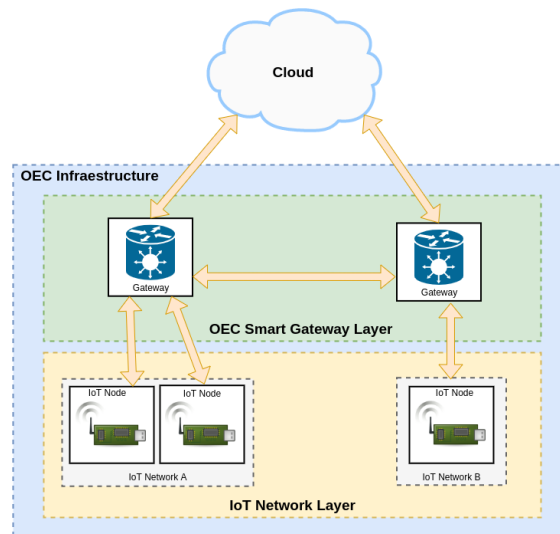 Cloud
OEC Infraestructure
Gateway
Gateway
OEC Smart Gateway Layer
IoT Node
IoT Node
IoT Node
IoT Network A
IoT Network B
IoT Network Layer